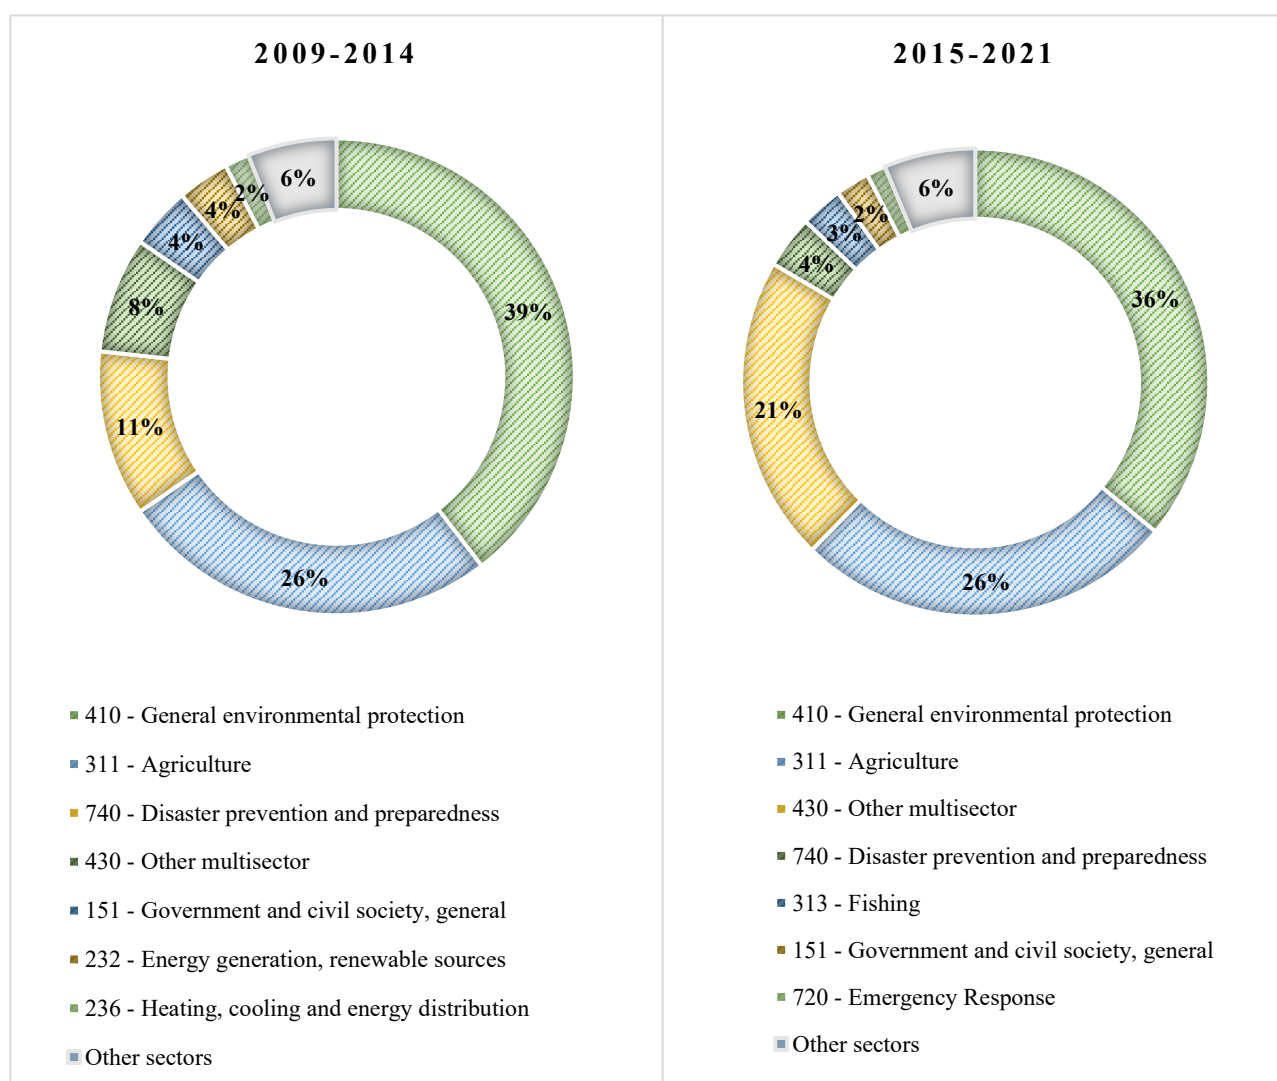 2009-2014
6%
2%
4%
4%
8%
11%
26%
39%
410 - General environmental protection
311 - Agriculture
740 - Disaster prevention and preparedness
430 - Other multisector
151 - Government and civil society, general
232 - Energy generation, renewable sources
236 - Heating, cooling and energy distribution
Other sectors
2015-2021
6%
2%
3%
4%
21%
26%
36%
410 - General environmental protection
311 - Agriculture
430 - Other multisector
740 - Disaster prevention and preparedness
313 - Fishing
151 - Government and civil society, general
720 - Emergency Response
Other sectors